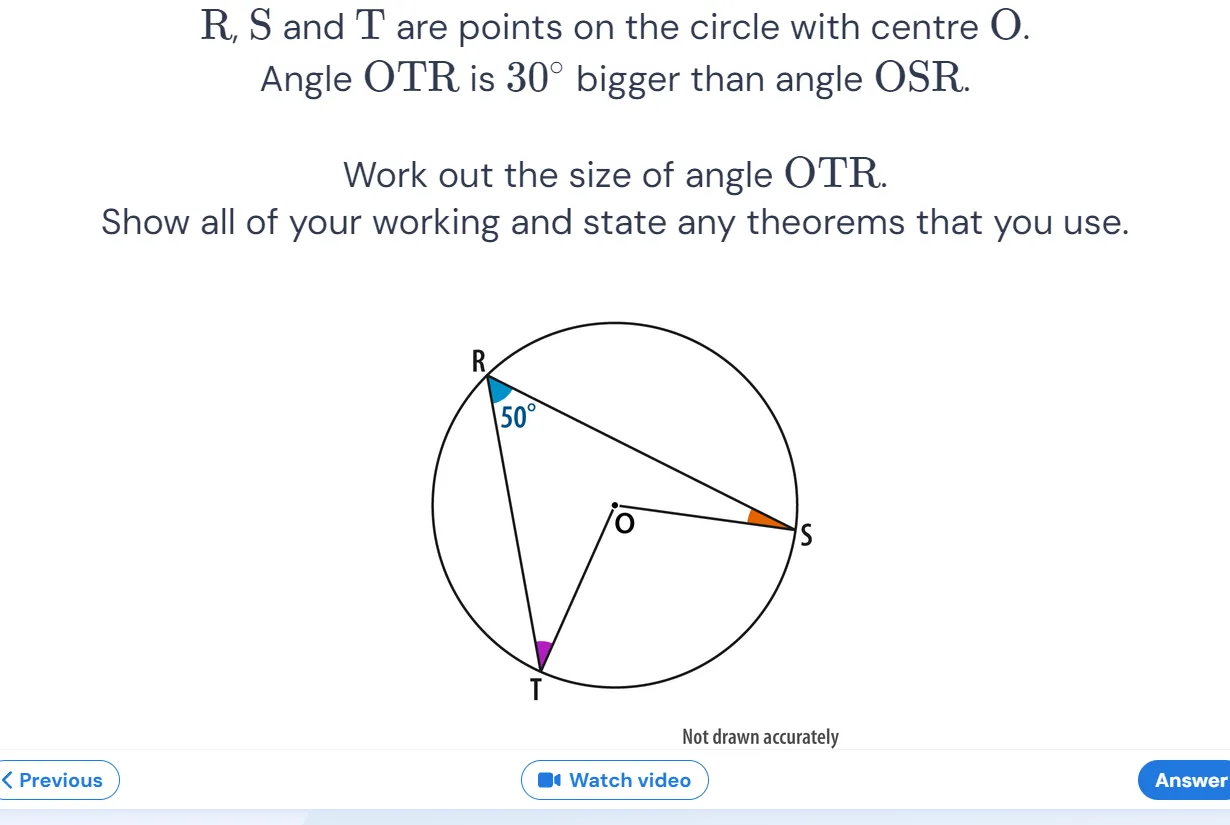 R, S and T are points on the circle with centre O.
Angle OTR is 30° bigger than angle OSR.
Work out the size of angle OTR.
Show all of your working and state any theorems that you use.
R
50°
O
S
T
Not drawn accurately
Previous
Watch video
Answer